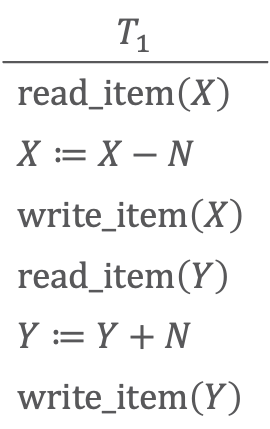 T₁
read_item(X)
X := X − N
write_item(X)
read_item(Y)
Y := Y + N
write_item(Y)